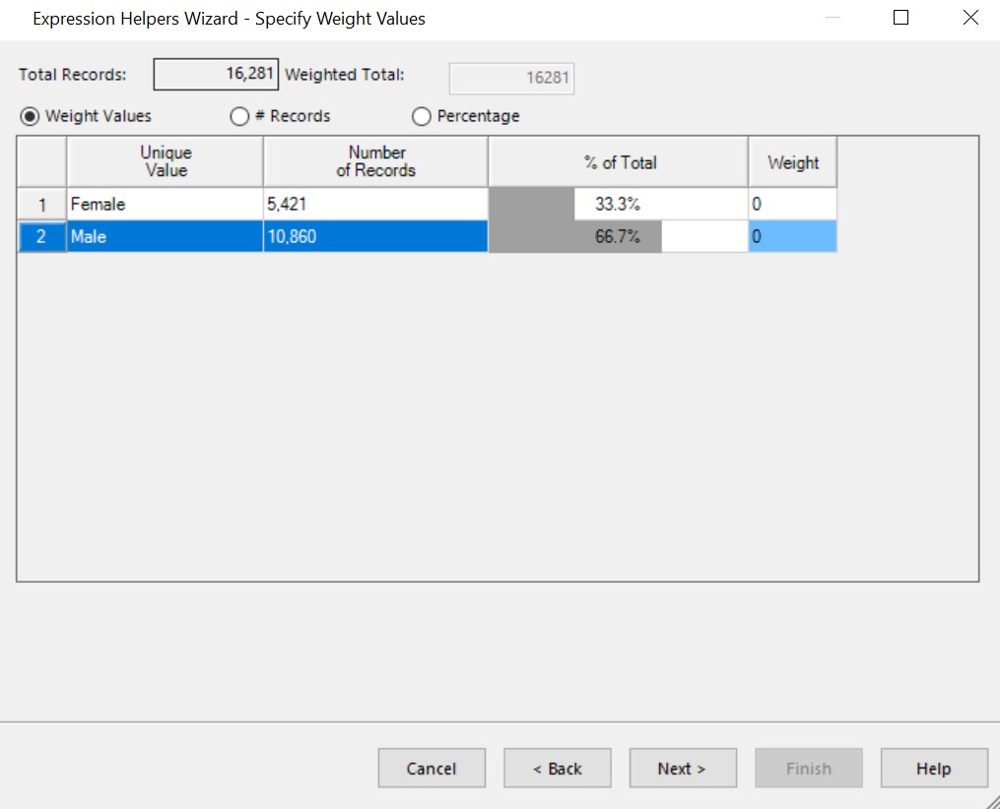 Expression Helpers Wizard - Specify Weight Values
Total Records: 16,281 Weighted Total: 16281
Weight Values # Records Percentage
Unique Value Number of Records % of Total Weight
1 Female 5,421 33.3% 0
2 Male 10,860 66.7% 0
Cancel < Back Next > Finish Help